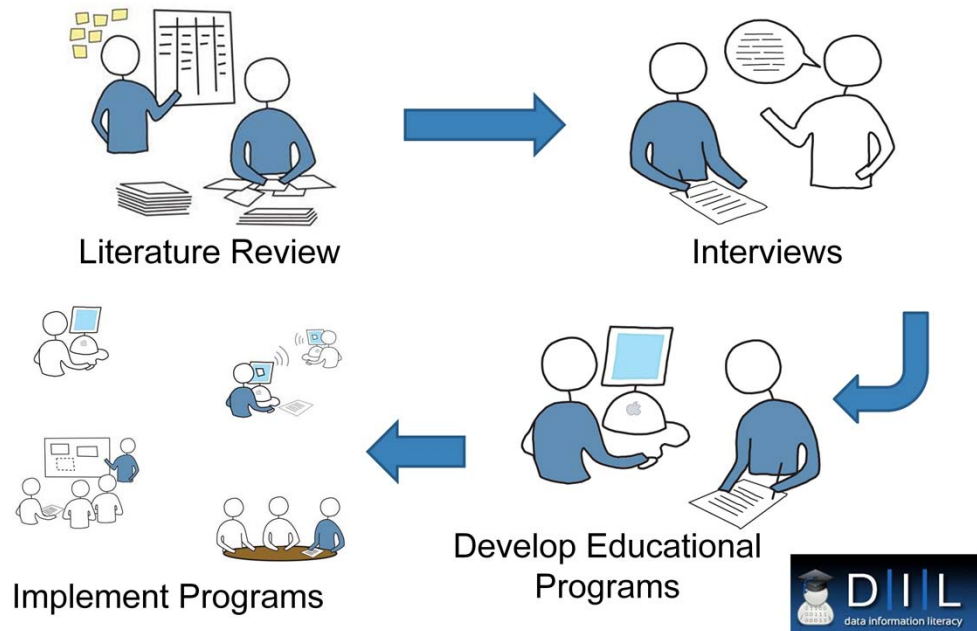 Literature Review
Interviews
Develop Educational
Programs
Implement Programs
D|I|L
data information literacy